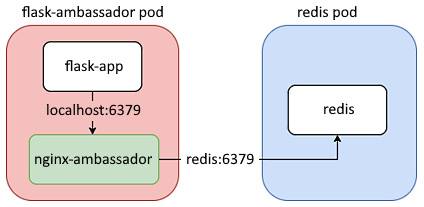 flask-ambassador pod
redis pod
flask-app
localhost:6379
redis
nginx-ambassador
redis:6379